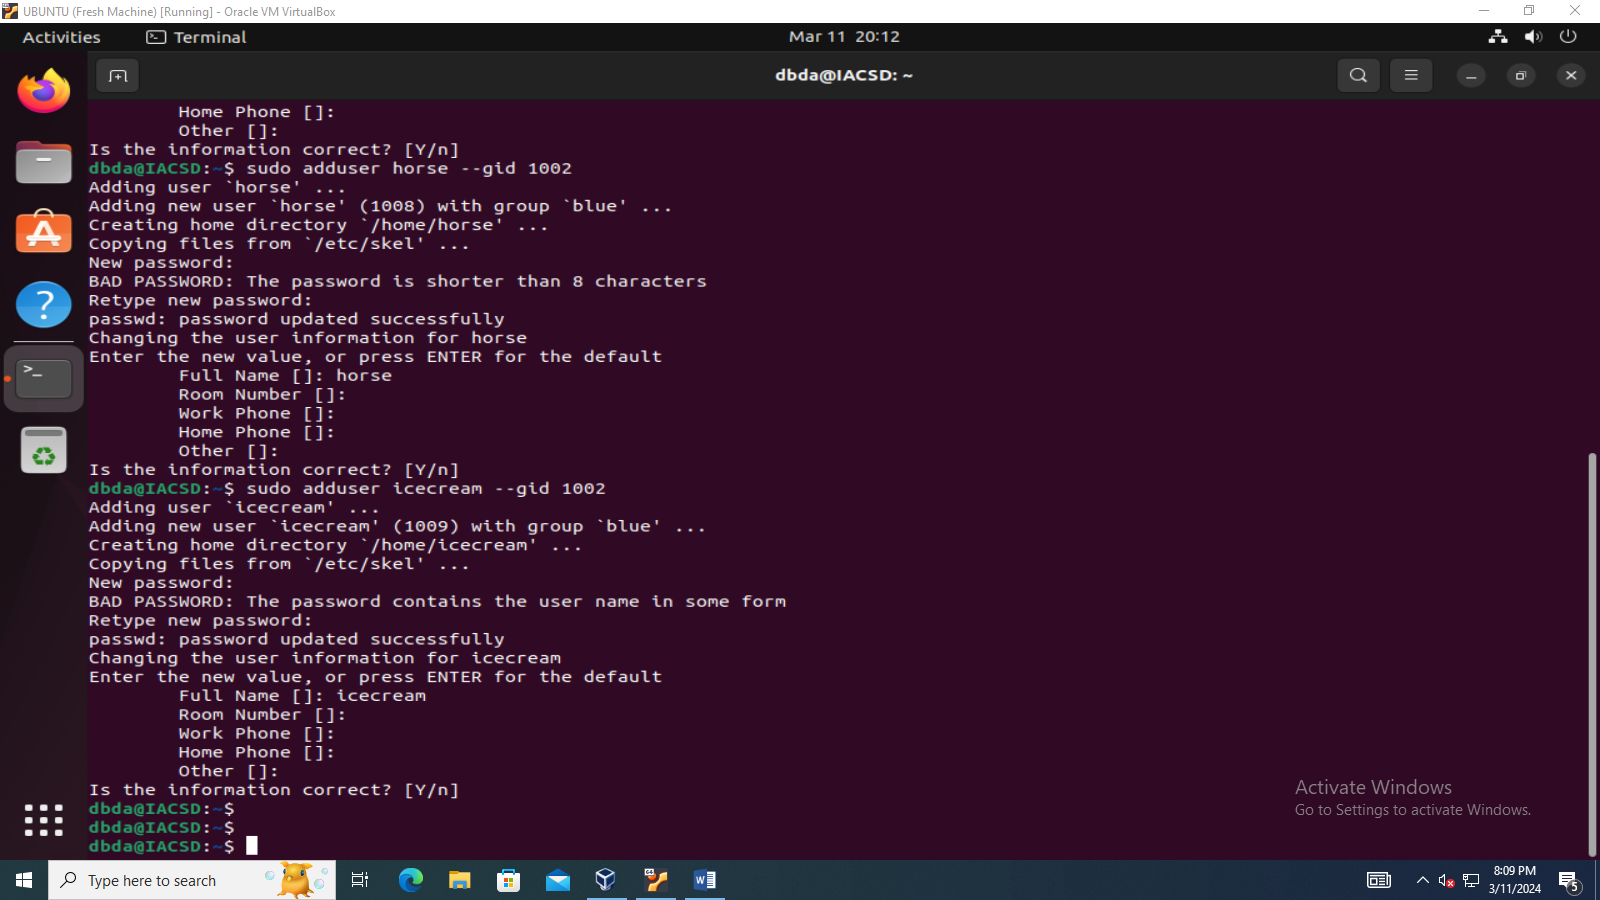 UBUNTU (Fresh Machine) [Running] - Oracle VM VirtualBox
Activities Terminal Mar 11 20:12
dbda@IACSD: ~
Home Phone []:
Other []:
Is the information correct? [Y/n]
dbda@IACSD:~$ sudo adduser horse --gid 1002
Adding user `horse' ...
Adding new user `horse' (1008) with group `blue' ...
Creating home directory `/home/horse' ...
Copying files from `/etc/skel' ...
New password:
BAD PASSWORD: The password is shorter than 8 characters
Retype new password:
passwd: password updated successfully
Changing the user information for horse
Enter the new value, or press ENTER for the default
Full Name []: horse
Room Number []:
Work Phone []:
Home Phone []:
Other []:
Is the information correct? [Y/n]
dbda@IACSD:~$ sudo adduser icecream --gid 1002
Adding user `icecream' ...
Adding new user `icecream' (1009) with group `blue' ...
Creating home directory `/home/icecream' ...
Copying files from `/etc/skel' ...
New password:
BAD PASSWORD: The password contains the user name in some form
Retype new password:
passwd: password updated successfully
Changing the user information for icecream
Enter the new value, or press ENTER for the default
Full Name []: icecream
Room Number []:
Work Phone []:
Home Phone []:
Other []:
Is the information correct? [Y/n]
dbda@IACSD:~$
dbda@IACSD:~$
dbda@IACSD:~$
Activate Windows
Go to Settings to activate Windows.
Type here to search
8:09 PM
3/11/2024
5